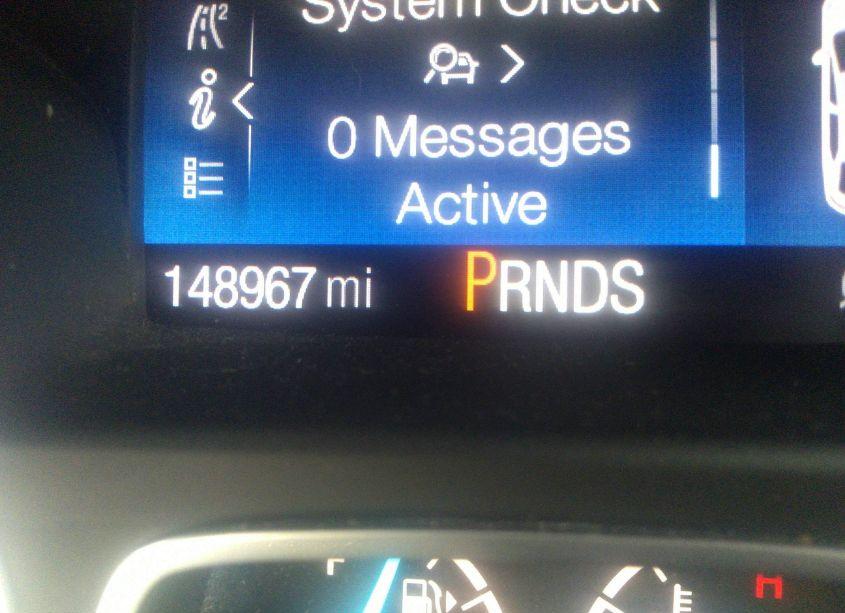 System Check
0 Messages
Active
148967 mi PRNDS
H